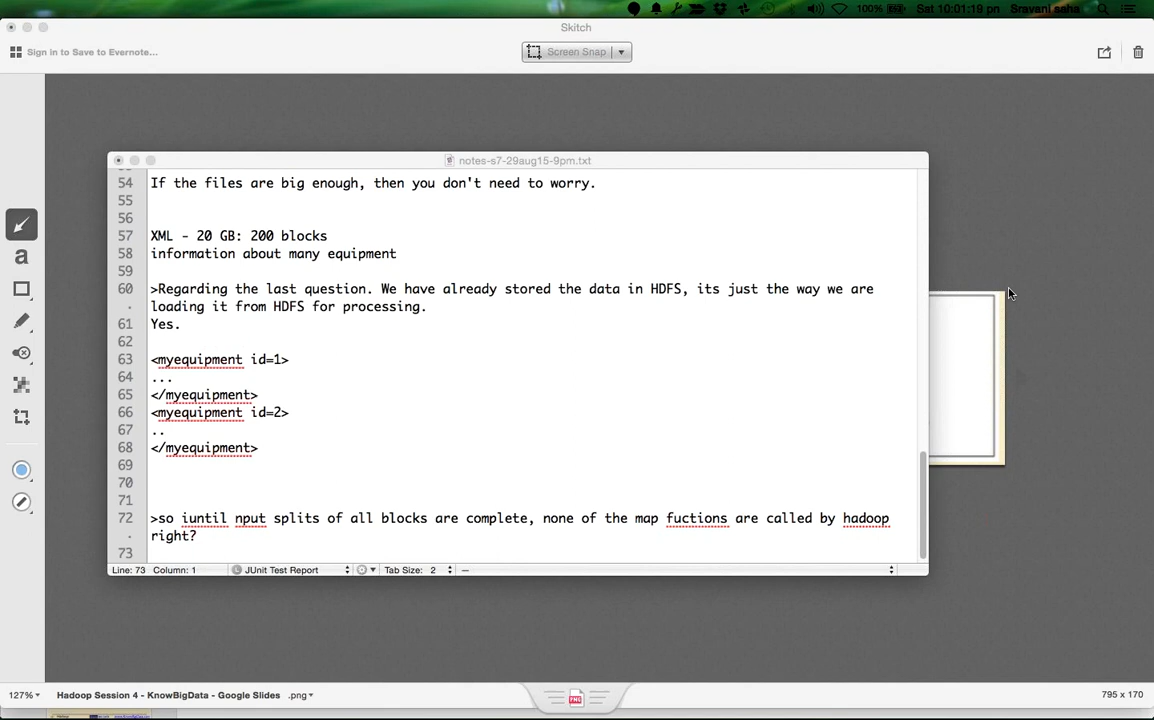 100%
Sat 10:01:19 pm
Sravani saha
Skitch
Sign in to Save to Evernote...
Screen Snap
notes-s7-29aug15-9pm.txt
54 If the files are big enough, then you don't need to worry.
55
56
57 XML - 20 GB: 200 blocks
58 information about many equipment
59
60 >Regarding the last question. We have already stored the data in HDFS, its just the way we are
· loading it from HDFS for processing.
61 Yes.
62
63 <myequipment id=1>
64 ...
65 </myequipment>
66 <myequipment id=2>
67 ..
68 </myequipment>
69
70
71
72 >so iuntil nput splits of all blocks are complete, none of the map fuctions are called by hadoop
· right?
73
Line: 73 Column: 1
JUnit Test Report
Tab Size: 2
—
a
127%
Hadoop Session 4 - KnowBigData - Google Slides
.png
PNG
795 x 170